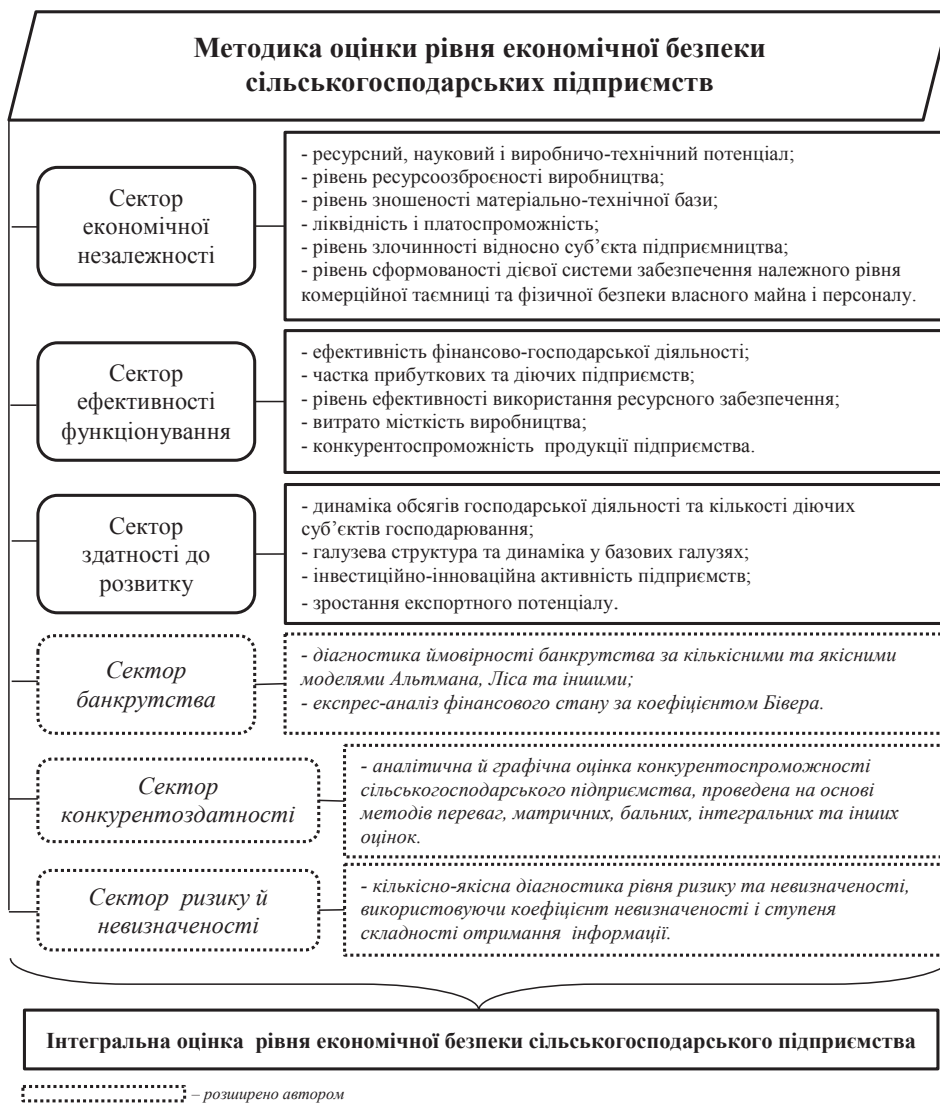 Методика оцінки рівня економічної безпеки
сільськогосподарських підприємств
Сектор
економічної
незалежності
- ресурсний, науковий і виробничо-технічний потенціал;
- рівень ресурсоозброєності виробництва;
- рівень зношеності матеріально-технічної бази;
- ліквідність і платоспроможність;
- рівень злочинності відносно суб’єкта підприємництва;
- рівень сформованості дієвої системи забезпечення належного рівня
комерційної таємниці та фізичної безпеки власного майна і персоналу.
Сектор
ефективності
функціонування
- ефективність фінансово-господарської діяльності;
- частка прибуткових та діючих підприємств;
- рівень ефективності використання ресурсного забезпечення;
- витрато місткість виробництва;
- конкурентоспроможність продукції підприємства.
Сектор
здатності до
розвитку
- динаміка обсягів господарської діяльності та кількості діючих
суб’єктів господарювання;
- галузева структура та динаміка у базових галузях;
- інвестиційно-інноваційна активність підприємств;
- зростання експортного потенціалу.
Сектор
банкрутства
- діагностика ймовірності банкрутства за кількісними та якісними
моделями Альтмана, Ліса та іншими;
- експрес-аналіз фінансового стану за коефіцієнтом Бівера.
Сектор
конкурентоздатності
- аналітична й графічна оцінка конкурентоспроможності
сільськогосподарського підприємства, проведена на основі
методів переваг, матричних, бальних, інтегральних та інших
оцінок.
Сектор ризику й
невизначеності
- кількісно-якісна діагностика рівня ризику та невизначеності,
використовуючи коефіцієнт невизначеності і ступеня
складності отримання інформації.
Інтегральна оцінка рівня економічної безпеки сільськогосподарського підприємства
– розширено автором